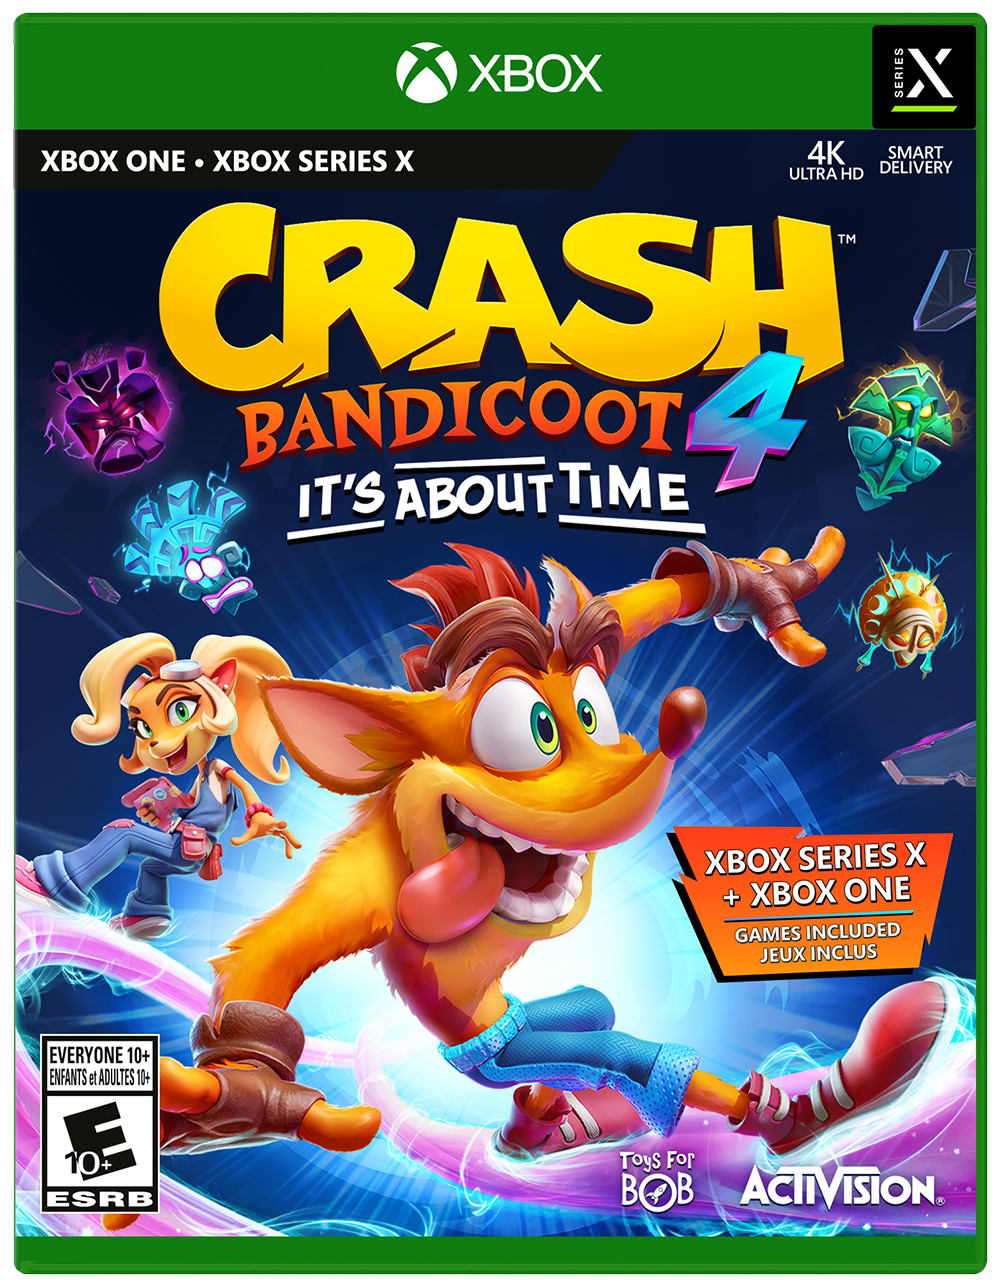 XBOX
SERIES X
XBOX ONE • XBOX SERIES X
4K
ULTRA HD
SMART
DELIVERY
CRASH™
BANDICOOT 4
IT'S ABOUT TIME
XBOX SERIES X
+ XBOX ONE
GAMES INCLUDED
JEUX INCLUS
EVERYONE 10+
ENFANTS et ADULTES 10+
E
10+
ESRB
TOYS FOR
BOB
ACTIVISION®